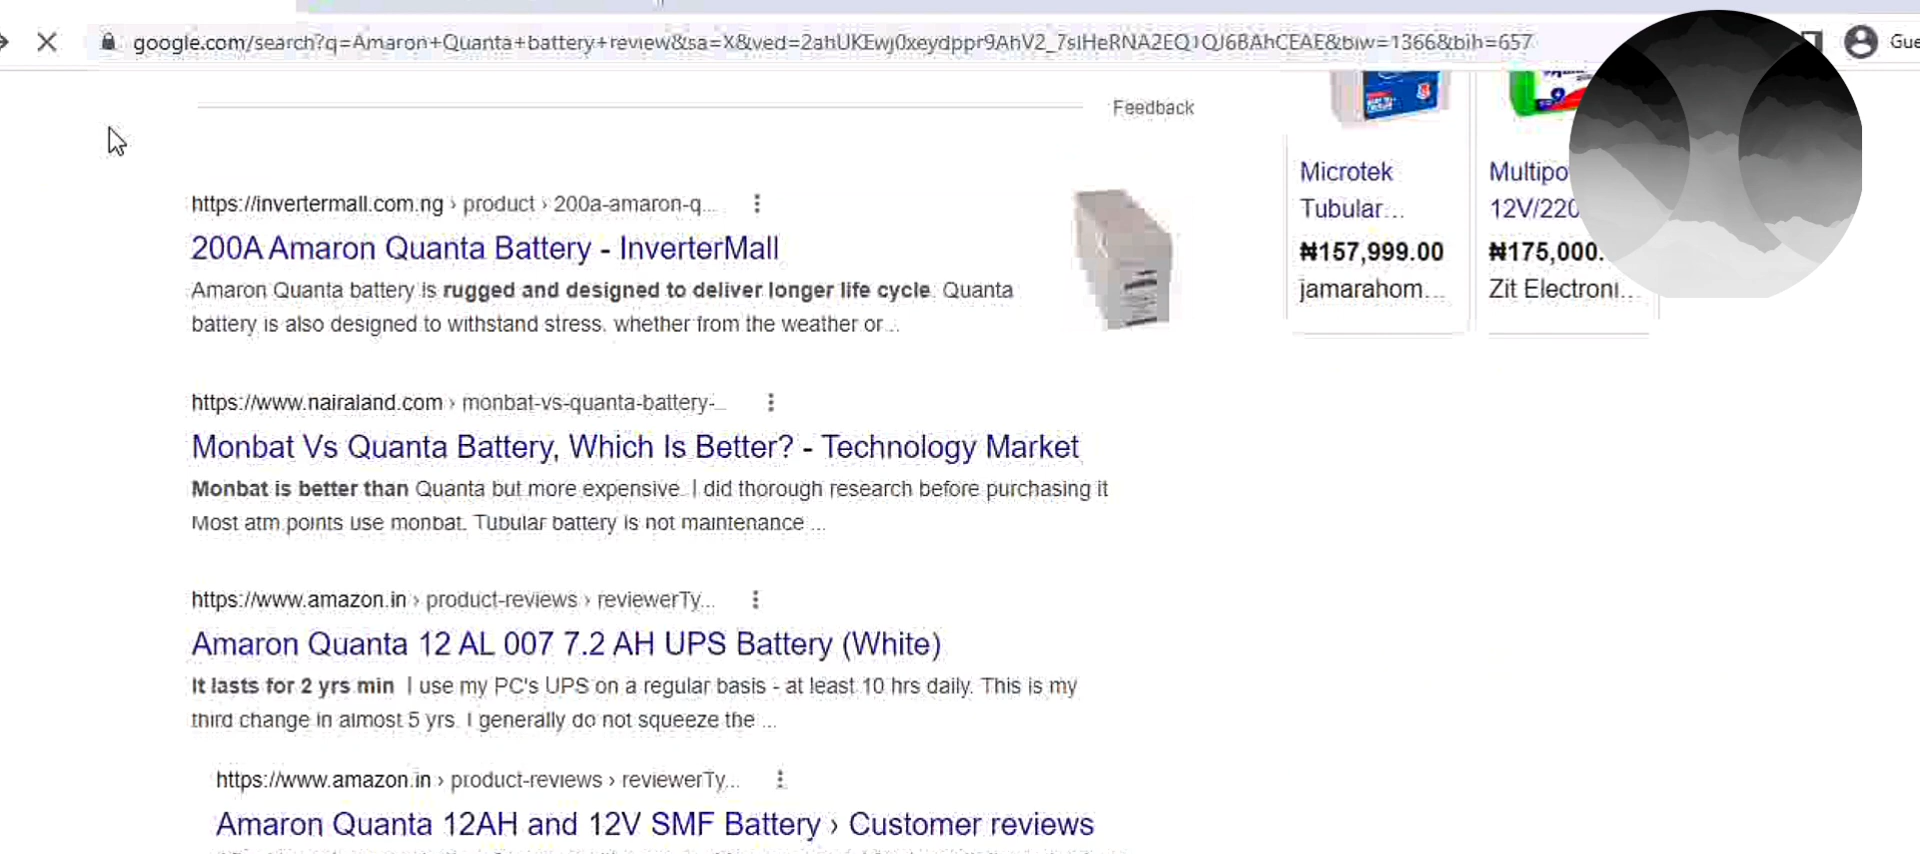 google.com/search?q=Amaron+Quanta+battery+review&sa=X&ved=2ahUKEwj0xeydppr9AhV2_7sIHeRNA2EQ1QJ6BAhCEAE&biw=1366&bih=657
Gue
Feedback
https://invertermall.com.ng › product › 200a-amaron-q...
200A Amaron Quanta Battery - InverterMall
Amaron Quanta battery is rugged and designed to deliver longer life cycle. Quanta
battery is also designed to withstand stress, whether from the weather or...
Microtek
Tubular...
₦157,999.00
jamarahom...
Multipo
12V/220
₦175,000.
Zit Electroni...
https://www.nairaland.com › monbat-vs-quanta-battery-...
Monbat Vs Quanta Battery, Which Is Better? - Technology Market
Monbat is better than Quanta but more expensive. I did thorough research before purchasing it
Most atm points use monbat. Tubular battery is not maintenance ...
https://www.amazon.in › product-reviews › reviewerTy...
Amaron Quanta 12 AL 007 7.2 AH UPS Battery (White)
It lasts for 2 yrs min I use my PC's UPS on a regular basis - at least 10 hrs daily. This is my
third change in almost 5 yrs. I generally do not squeeze the ...
https://www.amazon.in › product-reviews › reviewerTy...
Amaron Quanta 12AH and 12V SMF Battery › Customer reviews